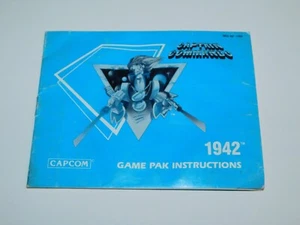 CAPTAIN
COMMANDO
1942™
CAPCOM
GAME PAK INSTRUCTIONS